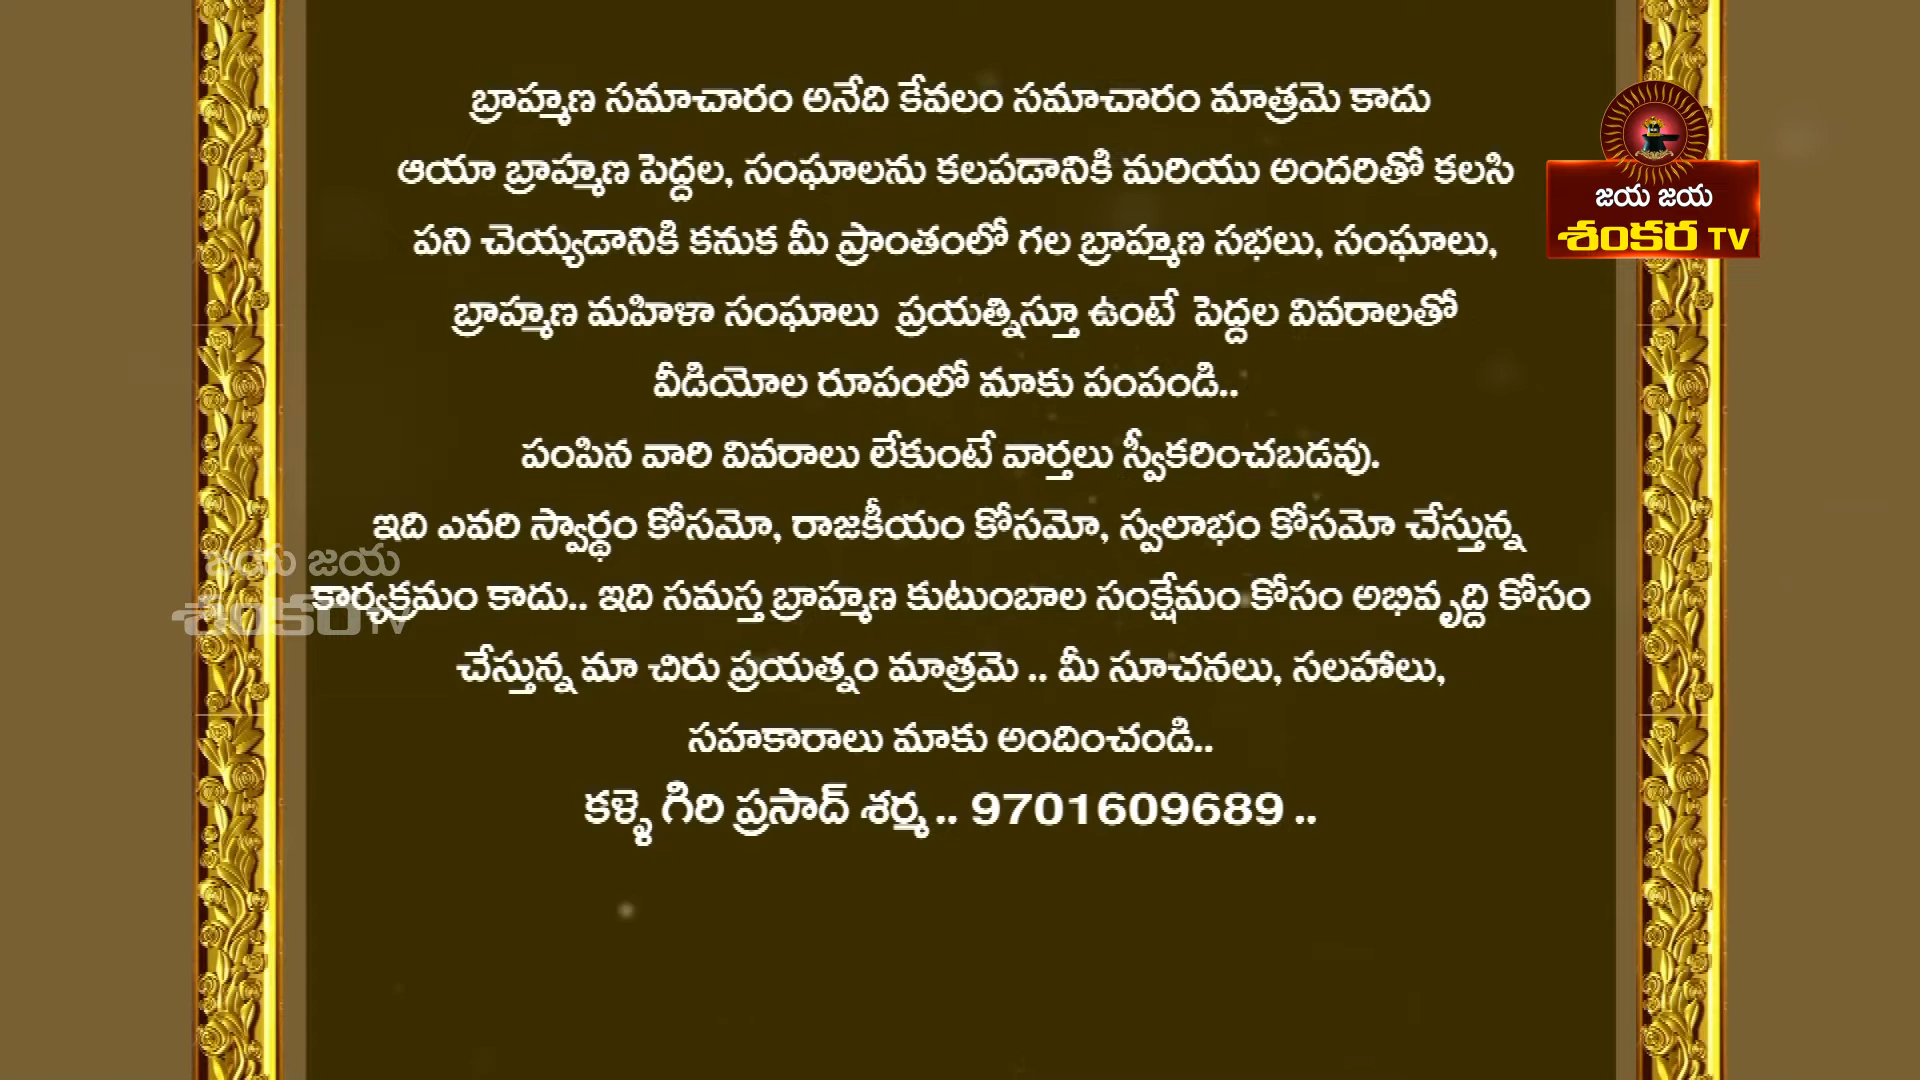 బ్రాహ్మణ సమాచారం అనేది కేవలం సమాచారం మాత్రమె కాదు
ఆయా బ్రాహ్మణ పెద్దల, సంఘాలను కలపడానికి మరియు అందరితో కలసి
పని చెయ్యడానికి కనుక మీ ప్రాంతంలో గల బ్రాహ్మణ సభలు, సంఘాలు,
బ్రాహ్మణ మహిళా సంఘాలు ప్రయత్నిస్తూ ఉంటే పెద్దల వివరాలతో
వీడియోల రూపంలో మాకు పంపండి..
పంపిన వారి వివరాలు లేకుంటే వార్తలు స్వీకరించబడవు.
ఇది ఎవరి స్వార్థం కోసమో, రాజకీయం కోసమో, స్వలాభం కోసమో చేస్తున్న
కార్యక్రమం కాదు.. ఇది సమస్త బ్రాహ్మణ కుటుంబాల సంక్షేమం కోసం అభివృద్ది కోసం
చేస్తున్న మా చిరు ప్రయత్నం మాత్రమె .. మీ సూచనలు, సలహాలు,
సహకారాలు మాకు అందించండి..
కళ్ళె గిరి ప్రసాద్ శర్మ .. 9701609689 ..
జయ జయ
శంకర TV
జయ జయ
శంకర TV